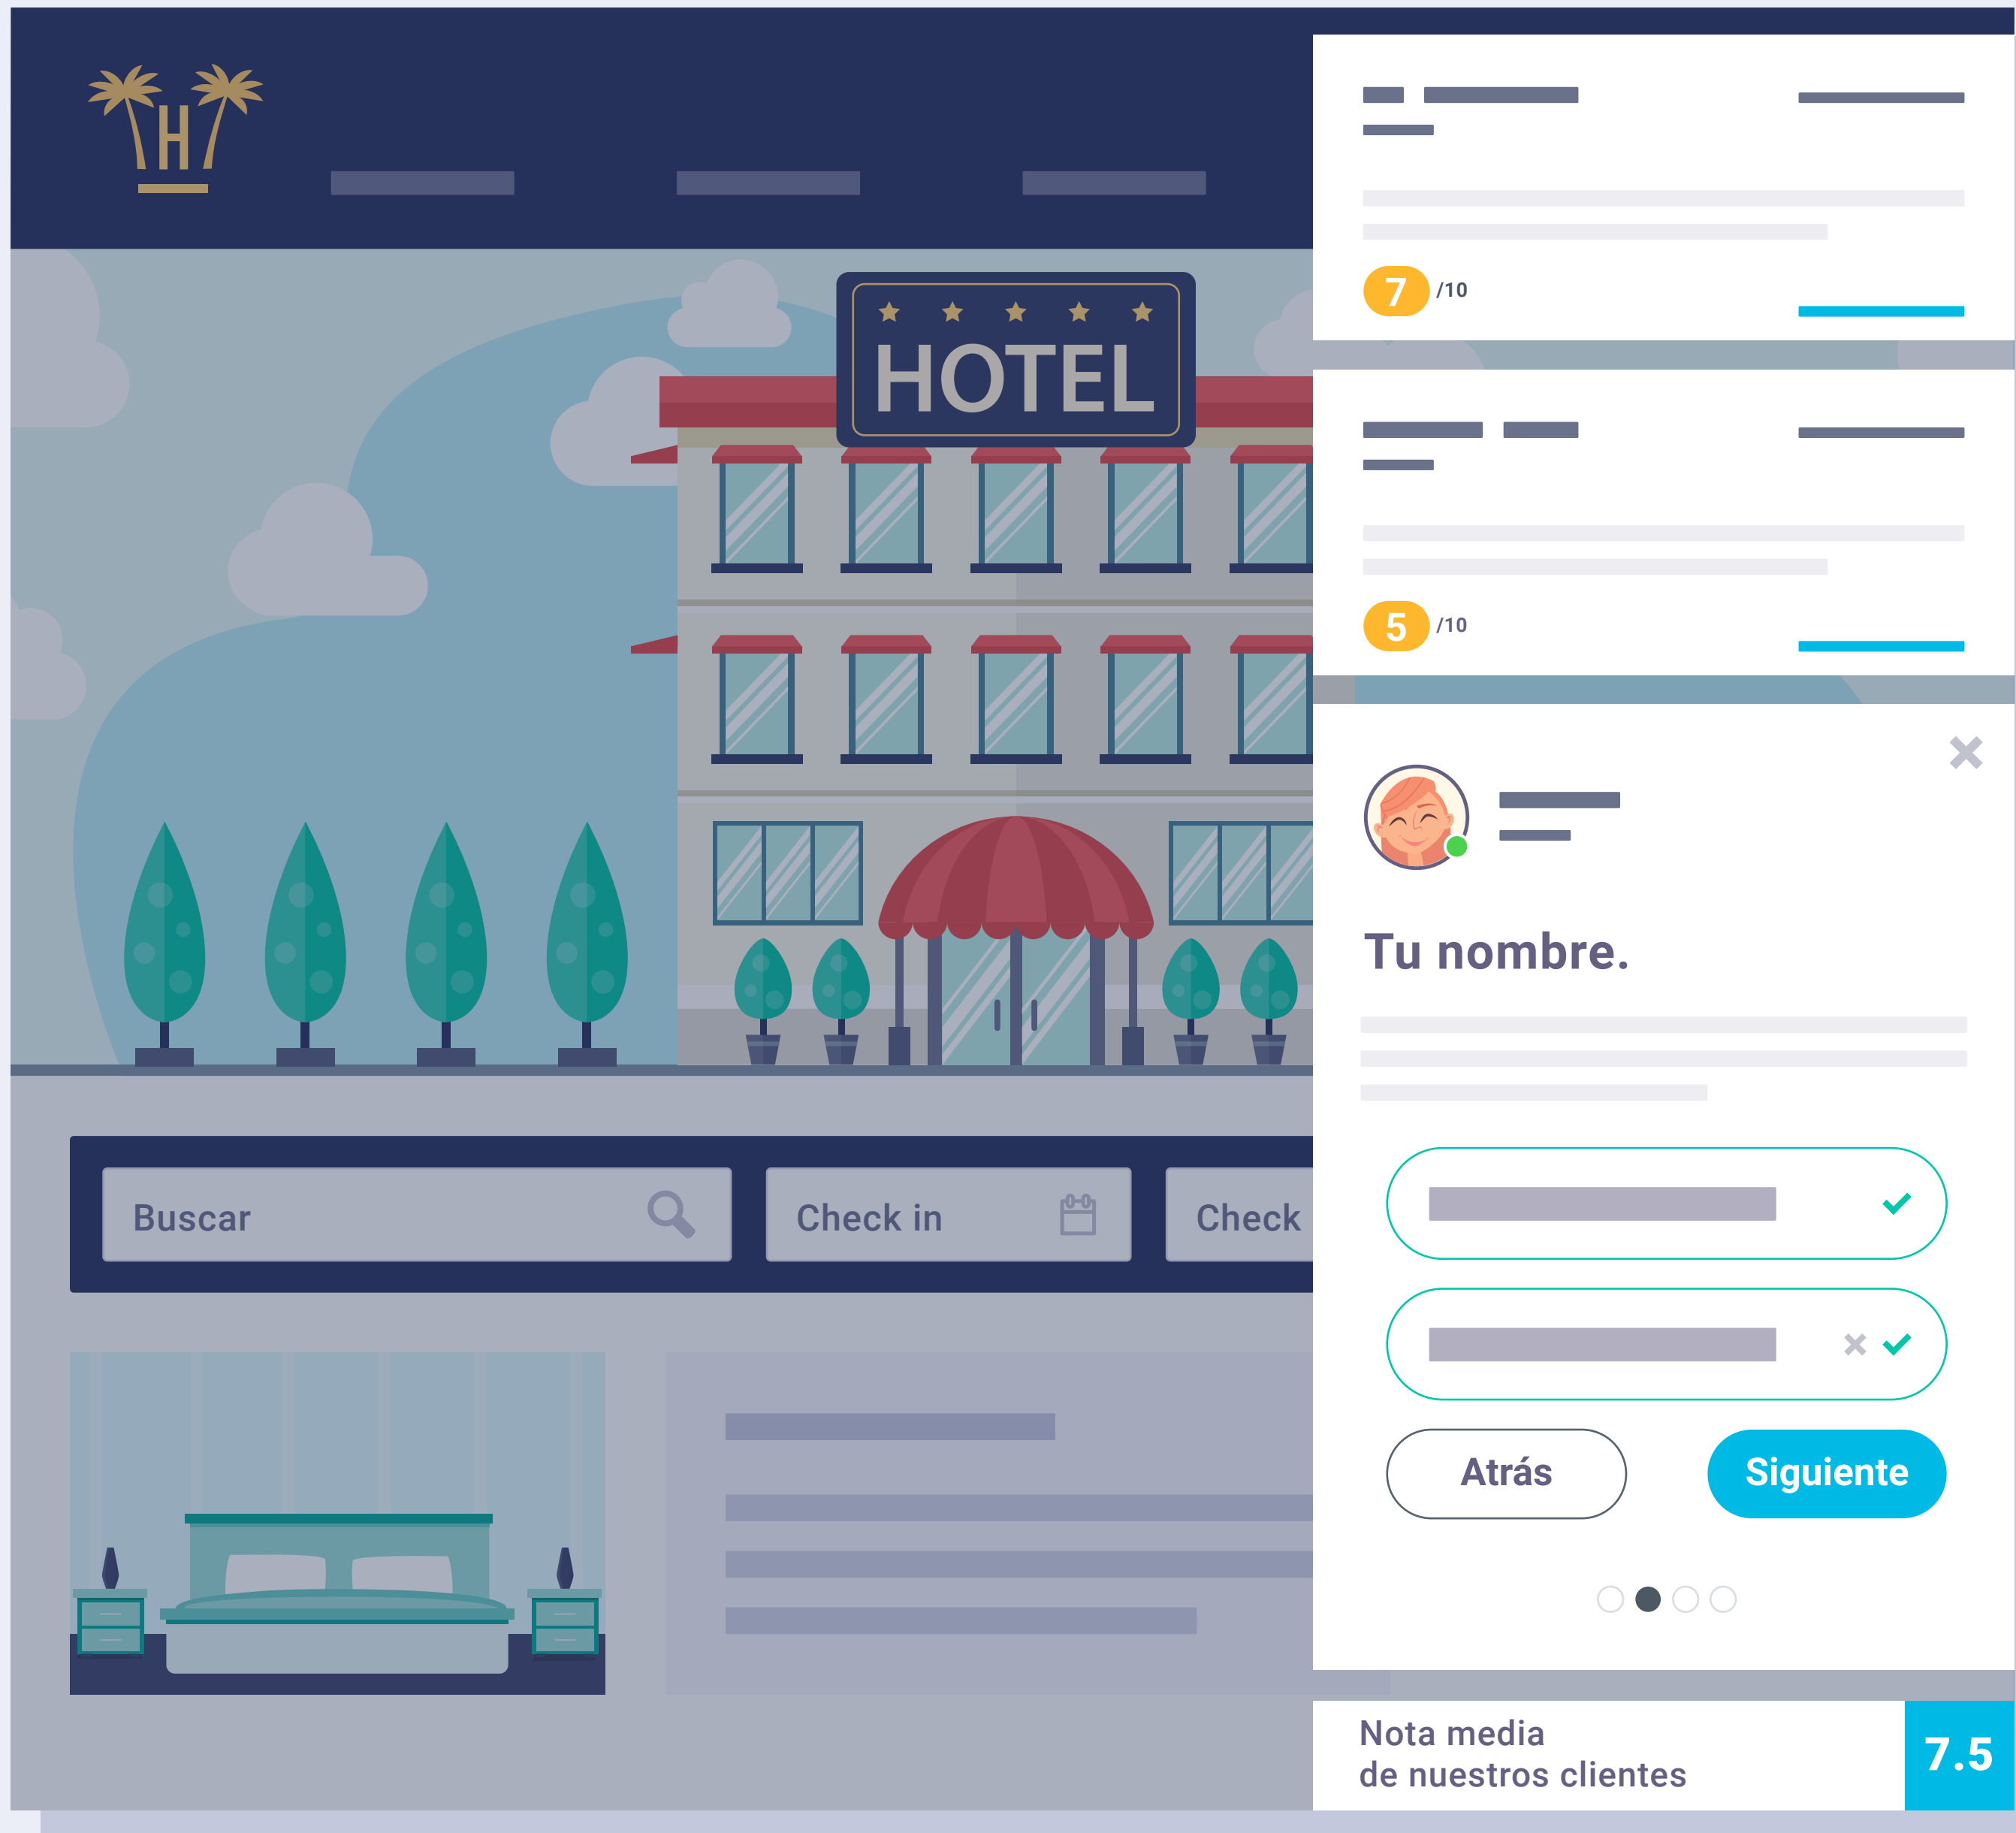 H
HOTEL
7 /10
5 /10
Tu nombre.
Buscar
Check in
Check
Atrás
Siguiente
Nota media
de nuestros clientes
7.5